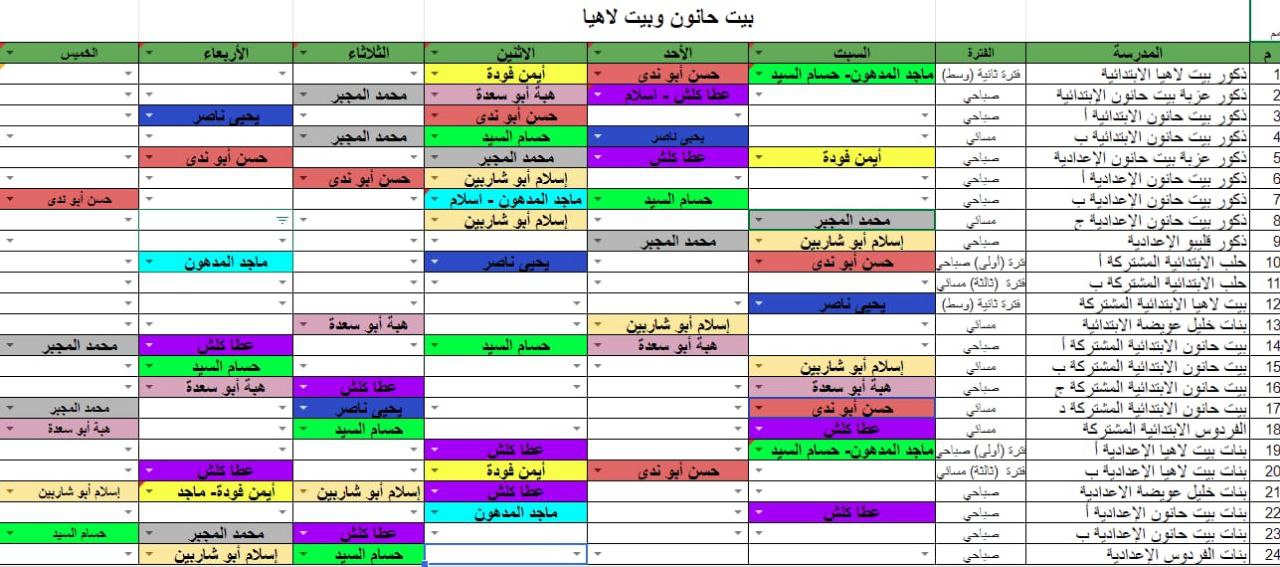 بيت حانون وبيت لاهيا
م المدرسة الفترة السبت الأحد الاثنين الثلاثاء الأربعاء الخميس
1 ذكور بيت لاهيا الابتدائية فترة ثانية (وسط) ماجد المدهون- حسام السيد حسن أبو ندى أيمن فودة
2 ذكور عزبة بيت حانون الإبتدائية صباحي عطا كلش - اسلام هبة أبو سعدة محمد المجبر
3 ذكور بيت حانون الإبتدائية أ صباحي حسن أبو ندى يحيى ناصر
4 ذكور بيت حانون الإبتدائية ب مسائي يحيى ناصر حسام السيد محمد المجبر
5 ذكور عزبة بيت حانون الإعدادية صباحي أيمن فودة عطا كلش محمد المجبر حسن أبو ندى
6 ذكور بيت حانون الإعدادية أ صباحي إسلام أبو شاربين حسن أبو ندى
7 ذكور بيت حانون الإعدادية ب صباحي حسام السيد ماجد المدهون - اسلام حسن أبو ندى
8 ذكور بيت حانون الإعدادية ج مسائي محمد المجبر إسلام أبو شاربين
9 ذكور قليبو الإعدادية صباحي إسلام أبو شاربين محمد المجبر
10 حلب الابتدائية المشتركة أ فترة (أولى) صباحي حسن أبو ندى يحيى ناصر ماجد المدهون
11 حلب الابتدائية المشتركة ب فترة (ثالثة) مسائي
12 بيت لاهيا الابتدائية المشتركة فترة ثانية (وسط) يحيى ناصر
13 بنات خليل عويضة الابتدائية مسائي إسلام أبو شاربين هبة أبو سعدة
14 بيت حانون الابتدائية المشتركة أ صباحي هبة أبو سعدة حسام السيد عطا كلش محمد المجبر
15 بيت حانون الابتدائية المشتركة ب مسائي إسلام أبو شاربين حسام السيد
16 بيت حانون الابتدائية المشتركة ج صباحي هبة أبو سعدة عطا كلش هبة أبو سعدة
17 بيت حانون الابتدائية المشتركة د مسائي حسن أبو ندى يحيى ناصر محمد المجبر
18 الفردوس الابتدائية المشتركة مسائي عطا كلش حسام السيد هبة أبو سعدة
19 بنات بيت لاهيا الإعدادية أ فترة (أولى) صباحي ماجد المدهون- حسام السيد عطا كلش
20 بنات بيت لاهيا الإعدادية ب فترة (ثالثة) مسائي حسن أبو ندى أيمن فودة عطا كلش
21 بنات خليل عويضة الاعدادية صباحي عطا كلش إسلام أبو شاربين أيمن فودة- ماجد إسلام أبو شاربين
22 بنات بيت حانون الإعدادية أ صباحي عطا كلش ماجد المدهون
23 بنات بيت حانون الإعدادية ب صباحي عطا كلش محمد المجبر حسام السيد
24 بنات الفردوس الإعدادية صباحي حسام السيد إسلام أبو شاربين